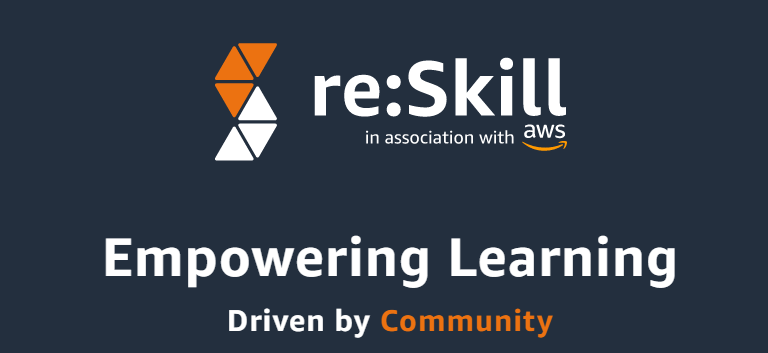 re:Skill
in association with aws
Empowering Learning
Driven by Community